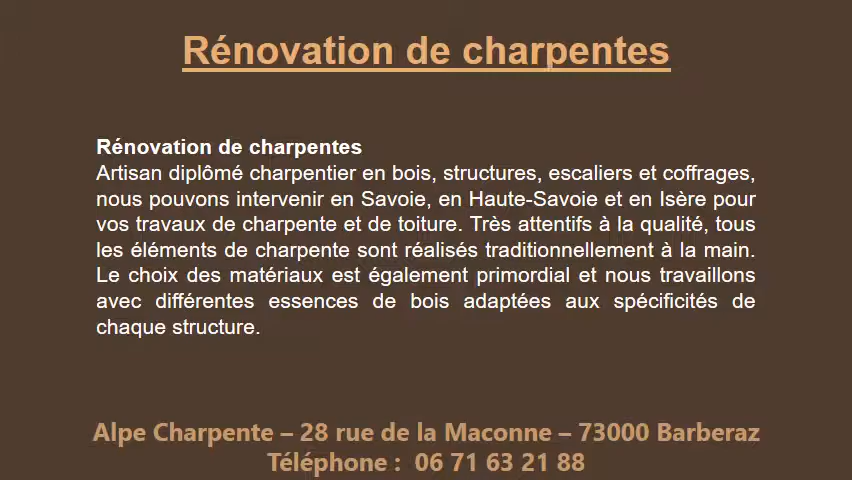 Rénovation de charpentes
Rénovation de charpentes
Artisan diplômé charpentier en bois, structures, escaliers et coffrages,
nous pouvons intervenir en Savoie, en Haute-Savoie et en Isère pour
vos travaux de charpente et de toiture. Très attentifs à la qualité, tous
les éléments de charpente sont réalisés traditionnellement à la main.
Le choix des matériaux est également primordial et nous travaillons
avec différentes essences de bois adaptées aux spécificités de
chaque structure.
Alpe Charpente – 28 rue de la Maconne – 73000 Barberaz
Téléphone : 06 71 63 21 88